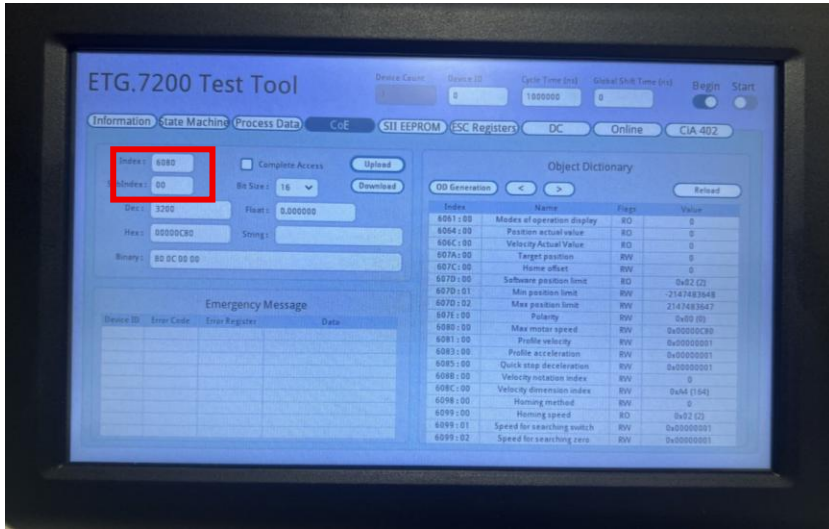 ETG.7200 Test Tool
Device Count Device ID Cycle Time (ns) Global Shift Time (ns) Begin Start
0 1000000 0
Information State Machine Process Data CoE SII EEPROM ESC Registers DC Online CiA 402
Index: 6080 Complete Access Upload
SubIndex: 00 Bit Size: 16 Download
Dec: 3200 Float: 0.000000
Hex: 00000C80 String:
Binary: 80 0C 00 00
Emergency Message
Device ID Error Code Error Register Data
Object Dictionary
OD Generation < > Reload
Index Name Flags Value
6061:00 Modes of operation display RO 0
6064:00 Position actual value RO 0
606C:00 Velocity Actual Value RO 0
607A:00 Target position RW 0
607C:00 Home offset RW 0
607D:00 Software position limit RO 0x02 (2)
607D:01 Min position limit RW -2147483648
607D:02 Max position limit RW 2147483647
607E:00 Polarity RW 0x00 (0)
6080:00 Max motor speed RW 0x00000C80
6081:00 Profile velocity RW 0x00000001
6083:00 Profile acceleration RW 0x00000001
6085:00 Quick stop deceleration RW 0x00000001
608B:00 Velocity notation index RW 0
608C:00 Velocity dimension index RW 0xA4 (164)
6098:00 Homing method RW 0
6099:00 Homing speed RO 0x02 (2)
6099:01 Speed for searching switch RW 0x00000001
6099:02 Speed for searching zero RW 0x00000001